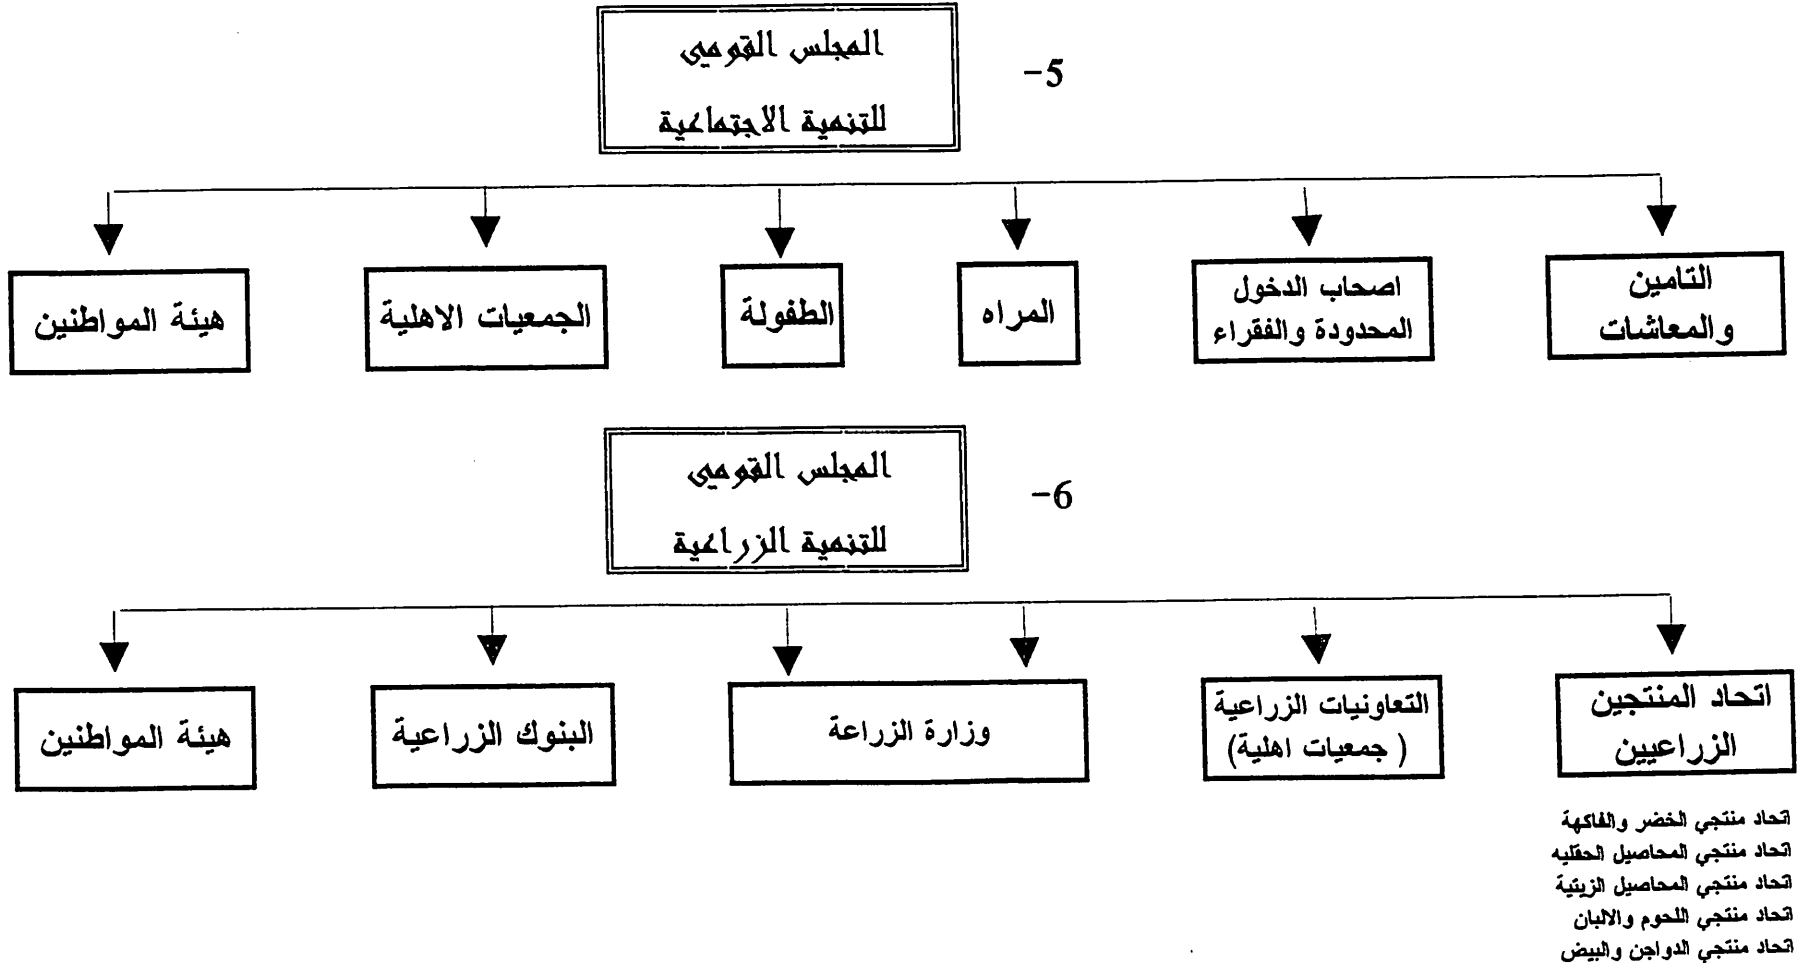 5-
المجلس القومى
للتنمية الاجتماعية
التامين
والمعاشات
اصحاب الدخول
المحدودة والفقراء
المراه
الطفولة
الجمعيات الاهلية
هيئة المواطنين
6-
المجلس القومى
للتنمية الزراعية
اتحاد المنتجين
الزراعيين
التعاونيات الزراعية
( جمعيات اهلية)
وزارة الزراعة
البنوك الزراعية
هيئة المواطنين
اتحاد منتجي الخضر والفاكهة
اتحاد منتجي المحاصيل الحقليه
اتحاد منتجي المحاصيل الزيتية
اتحاد منتجي اللحوم والالبان
اتحاد منتجي الدواجن والبيض